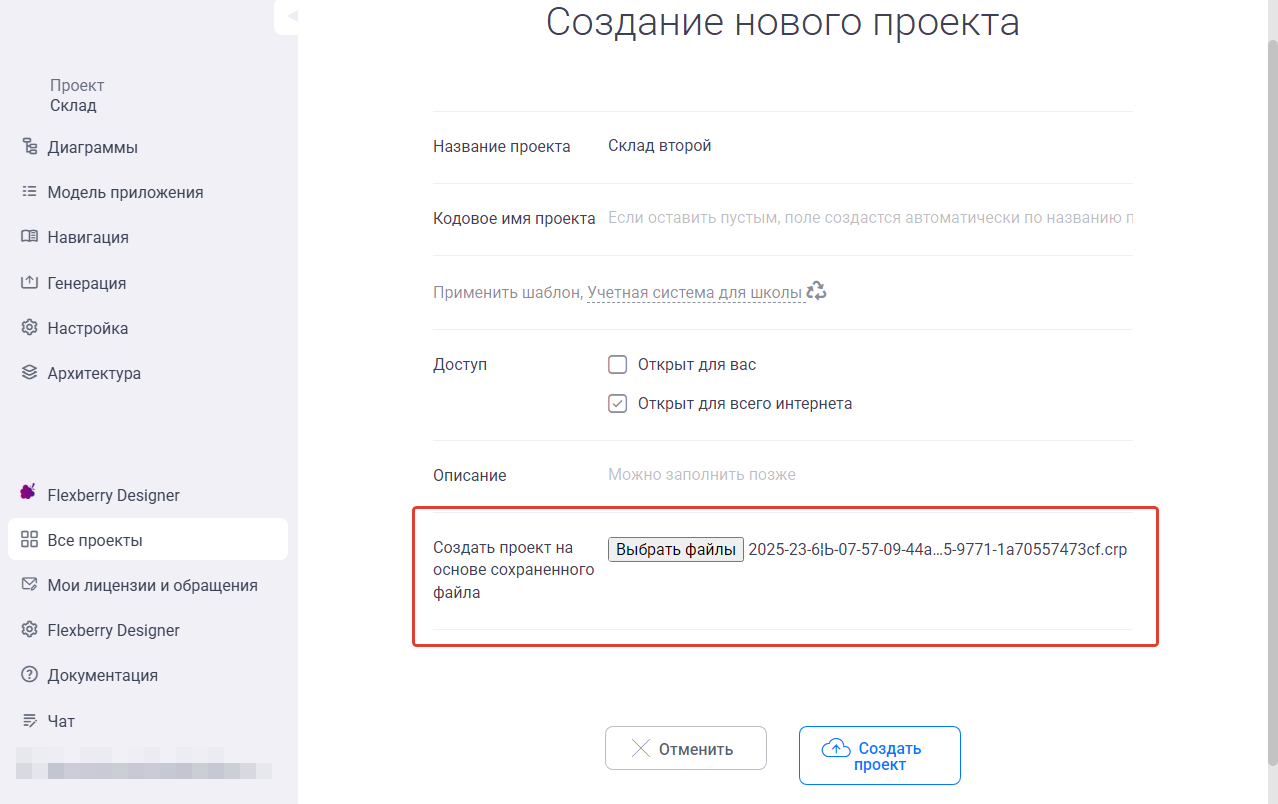 Проект
Склад
Диаграммы
Модель приложения
Навигация
Генерация
Настройка
Архитектура
Flexberry Designer
Все проекты
Мои лицензии и обращения
Flexberry Designer
Документация
Чат
Создание нового проекта
Название проекта Склад второй
Кодовое имя проекта Если оставить пустым, поле создастся автоматически по названию п
Применить шаблон, Учетная система для школы
Доступ Открыт для вас
Открыт для всего интернета
Описание Можно заполнить позже
Создать проект на
основе сохраненного
файла
Выбрать файлы 2025-23-6¦Ь-07-57-09-44a…5-9771-1a70557473cf.crp
Отменить
Создать
проект